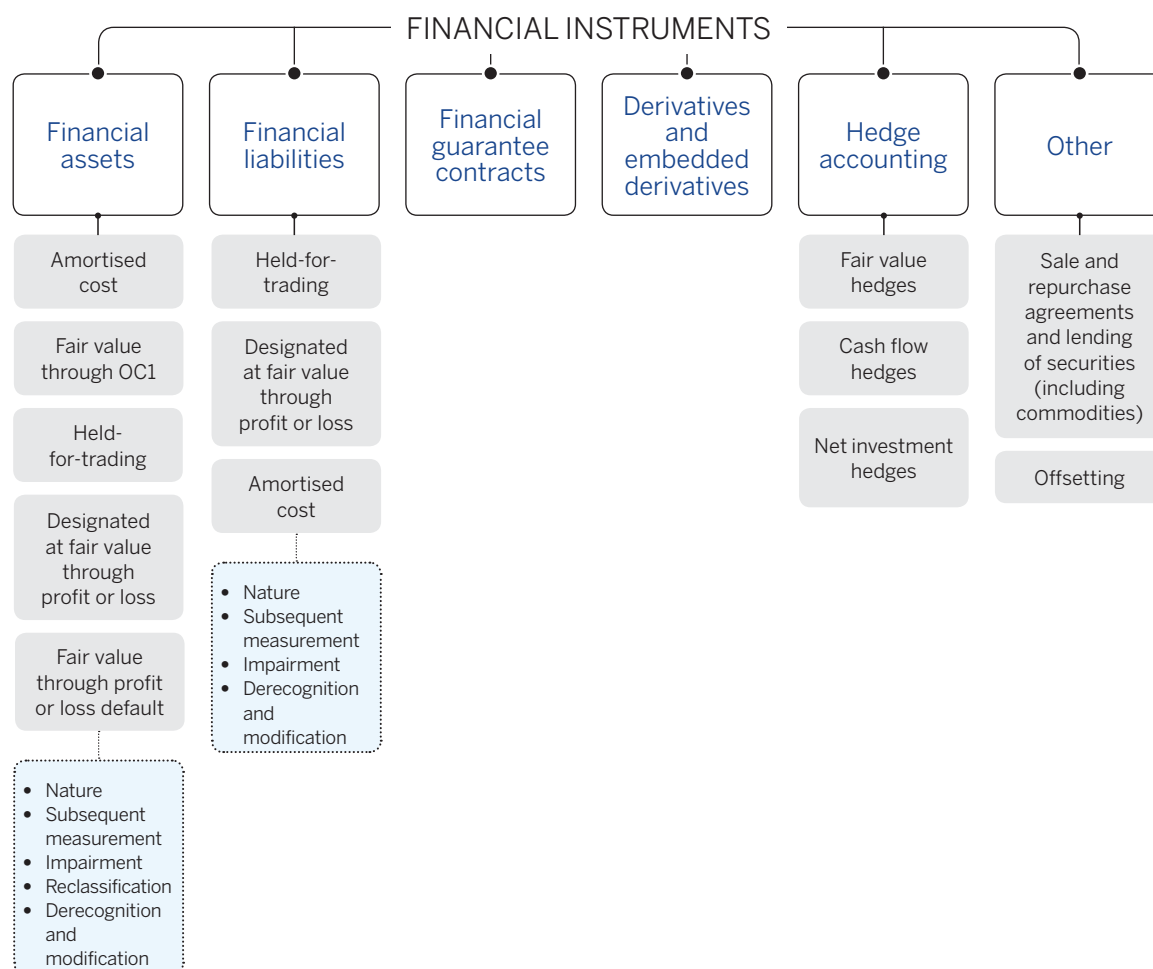 FINANCIAL INSTRUMENTS
Financial
assets
Financial
liabilities
Financial
guarantee
contracts
Derivatives
and
embedded
derivatives
Hedge
accounting
Other
Amortised
cost
Fair value
through OC1
Held-
for-trading
Designated
at fair value
through
profit or loss
Fair value
through profit
or loss default
• Nature
• Subsequent
measurement
• Impairment
• Reclassification
• Derecognition
and
modification
Held-for-
trading
Designated
at fair value
through
profit or loss
Amortised
cost
• Nature
• Subsequent
measurement
• Impairment
• Derecognition
and
modification
Fair value
hedges
Cash flow
hedges
Net investment
hedges
Sale and
repurchase
agreements
and lending
of securities
(including
commodities)
Offsetting